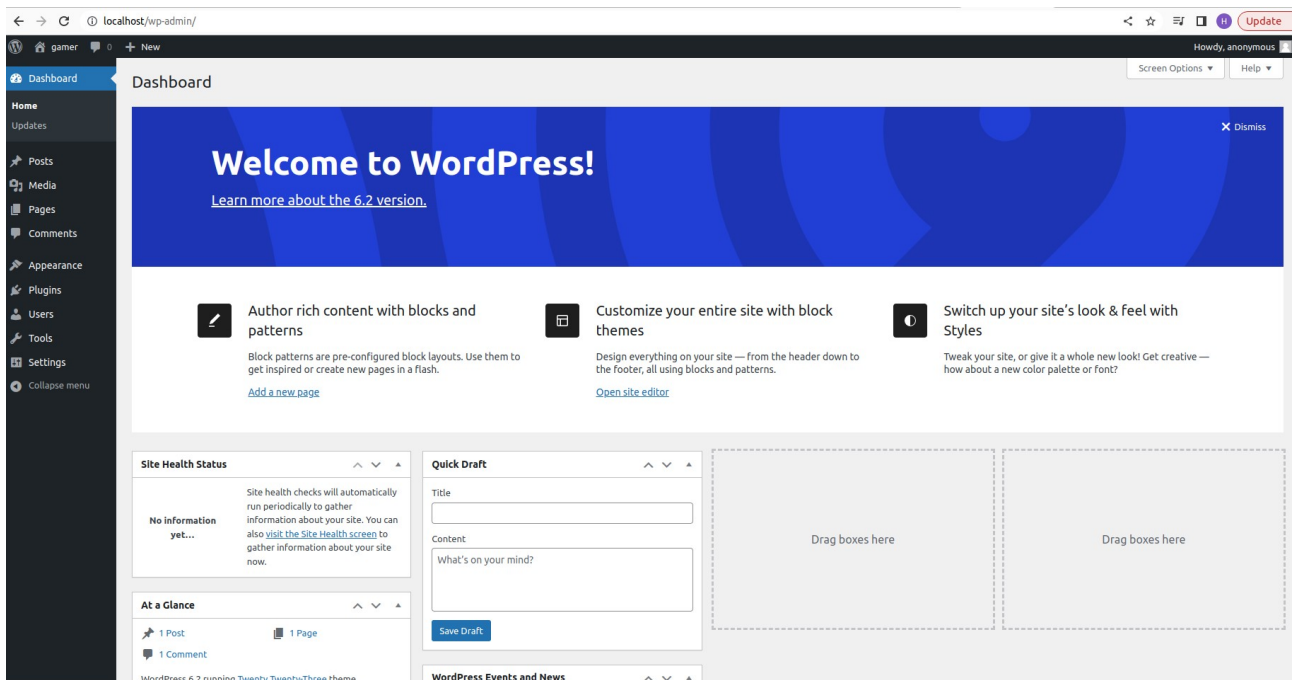 localhost/wp-admin/
H
Update
gamer
0
+ New
Howdy, anonymous
Dashboard
Home
Updates
Posts
Media
Pages
Comments
Appearance
Plugins
Users
Tools
Settings
Collapse menu
Dashboard
Screen Options
Help
Dismiss
Welcome to WordPress!
Learn more about the 6.2 version.
Author rich content with blocks and
patterns
Block patterns are pre-configured block layouts. Use them to
get inspired or create new pages in a flash.
Add a new page
Customize your entire site with block
themes
Design everything on your site — from the header down to
the footer, all using blocks and patterns.
Open site editor
Switch up your site’s look & feel with
Styles
Tweak your site, or give it a whole new look! Get creative —
how about a new color palette or font?
Site Health Status
No information
yet...
Site health checks will automatically
run periodically to gather
information about your site. You can
also visit the Site Health screen to
gather information about your site
now.
At a Glance
1 Post
1 Page
1 Comment
WordPress 6.2 running Twenty Twenty-Three theme.
Quick Draft
Title
Content
What’s on your mind?
Save Draft
WordPress Events and News
Drag boxes here
Drag boxes here